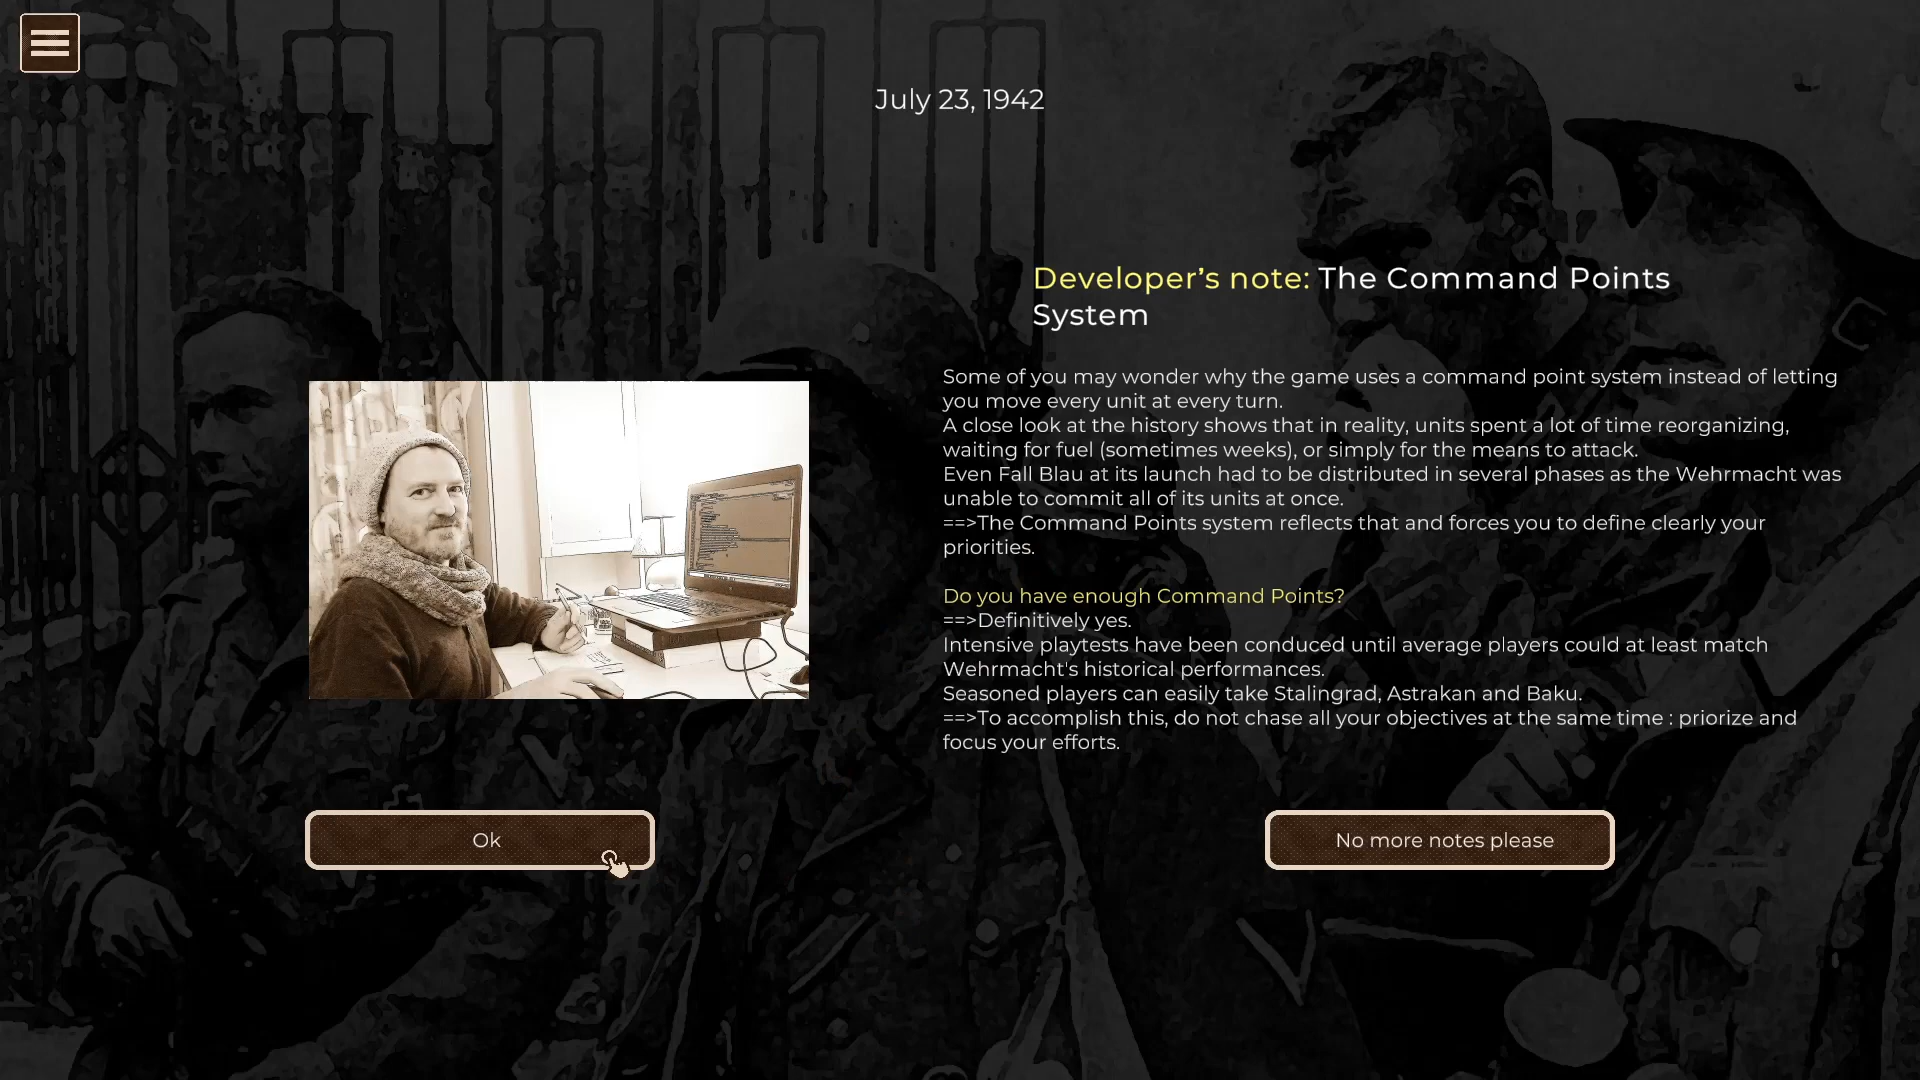 July 23, 1942
Developer’s note: The Command Points
System
Some of you may wonder why the game uses a command point system instead of letting
you move every unit at every turn.
A close look at the history shows that in reality, units spent a lot of time reorganizing,
waiting for fuel (sometimes weeks), or simply for the means to attack.
Even Fall Blau at its launch had to be distributed in several phases as the Wehrmacht was
unable to commit all of its units at once.
==>The Command Points system reflects that and forces you to define clearly your
priorities.
Do you have enough Command Points?
==>Definitively yes.
Intensive playtests have been conduced until average players could at least match
Wehrmacht's historical performances.
Seasoned players can easily take Stalingrad, Astrakan and Baku.
==>To accomplish this, do not chase all your objectives at the same time : priorize and
focus your efforts.
Ok
No more notes please